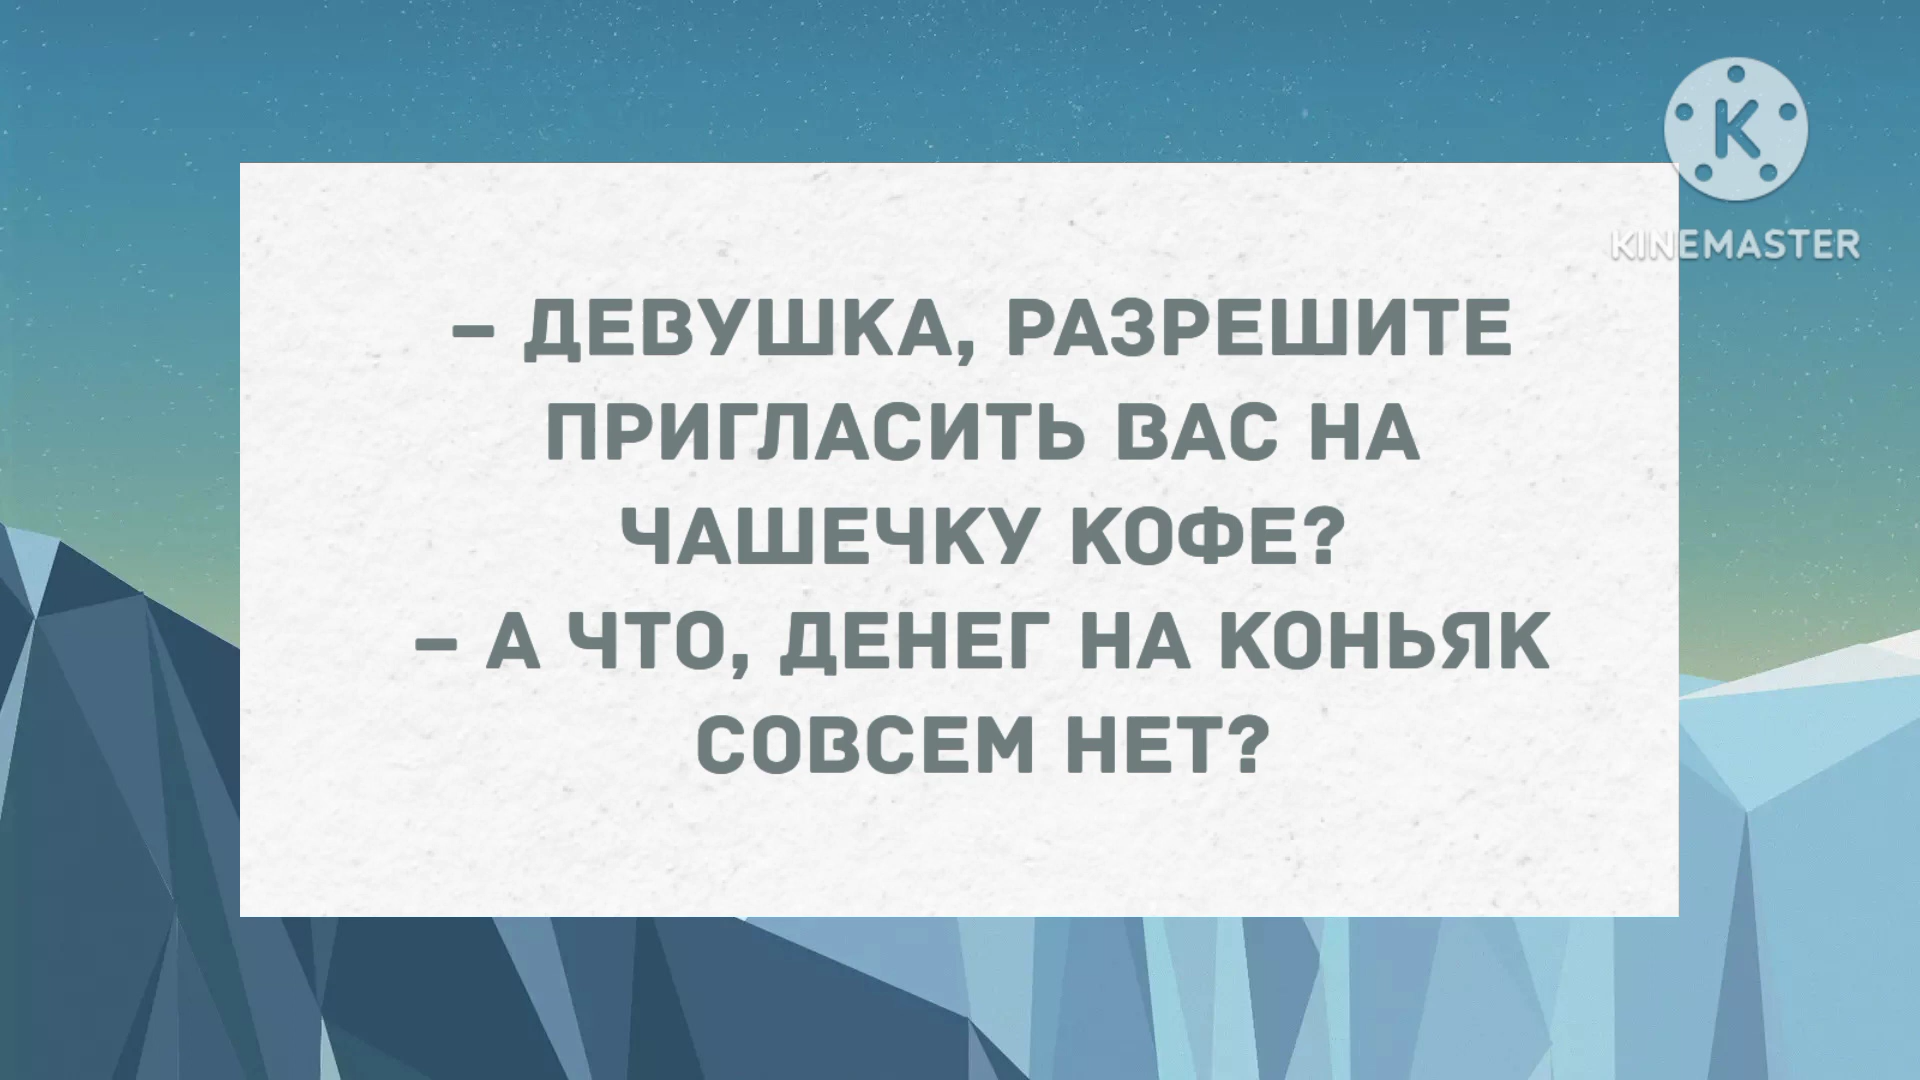 – ДЕВУШКА, РАЗРЕШИТЕ
ПРИГЛАСИТЬ ВАС НА
ЧАШЕЧКУ КОФЕ?
– А ЧТО, ДЕНЕГ НА КОНЬЯК
СОВСЕМ НЕТ?
K
KINEMASTER